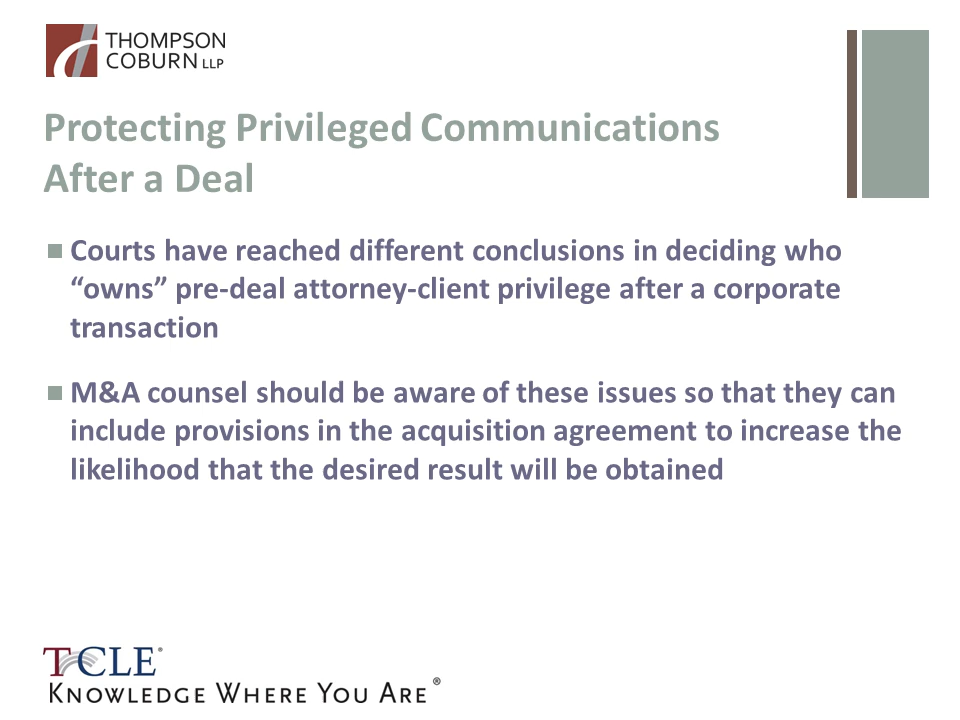 THOMPSON
COBURN LLP
Protecting Privileged Communications
After a Deal
Courts have reached different conclusions in deciding who
“owns” pre-deal attorney-client privilege after a corporate
transaction
M&A counsel should be aware of these issues so that they can
include provisions in the acquisition agreement to increase the
likelihood that the desired result will be obtained
TCLE®
KNOWLEDGE WHERE YOU ARE®